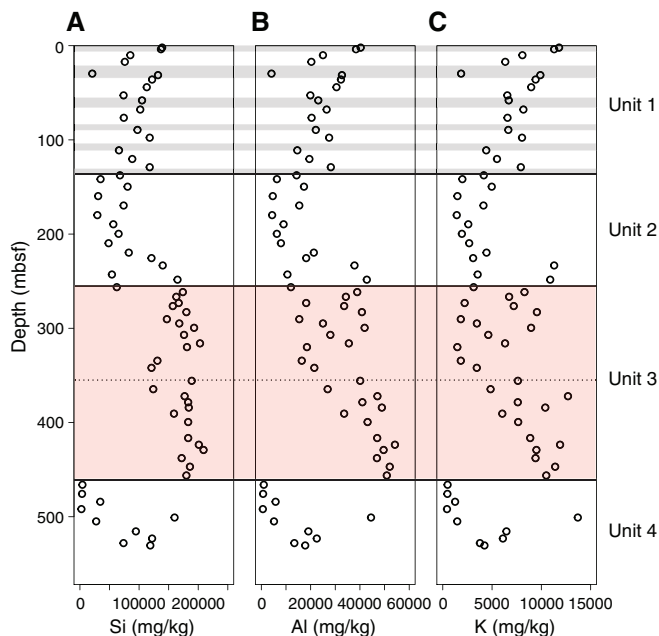 A B C
0
100
200
300
400
500
Depth (mbsf)
Unit 1
Unit 2
Unit 3
Unit 4
0 100000 200000
0 20000 40000 60000
0 5000 10000 15000
Si (mg/kg)
Al (mg/kg)
K (mg/kg)